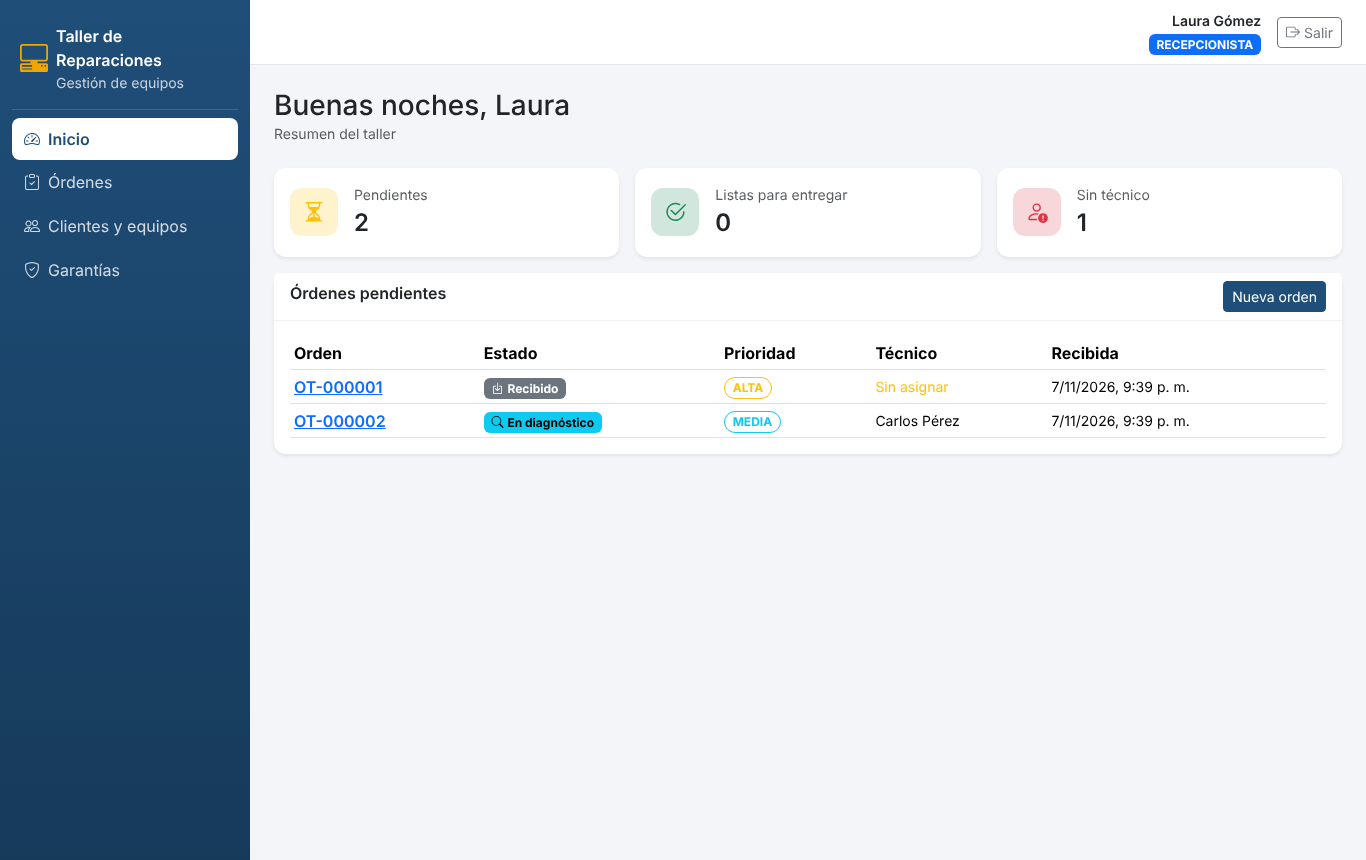 Taller de
Reparaciones
Gestión de equipos
Inicio
Órdenes
Clientes y equipos
Garantías
Laura Gómez
RECEPCIONISTA
Salir
Buenas noches, Laura
Resumen del taller
Pendientes
2
Listas para entregar
0
Sin técnico
1
Órdenes pendientes
Nueva orden
Orden Estado Prioridad Técnico Recibida
OT-000001 Recibido ALTA Sin asignar 7/11/2026, 9:39 p. m.
OT-000002 En diagnóstico MEDIA Carlos Pérez 7/11/2026, 9:39 p. m.